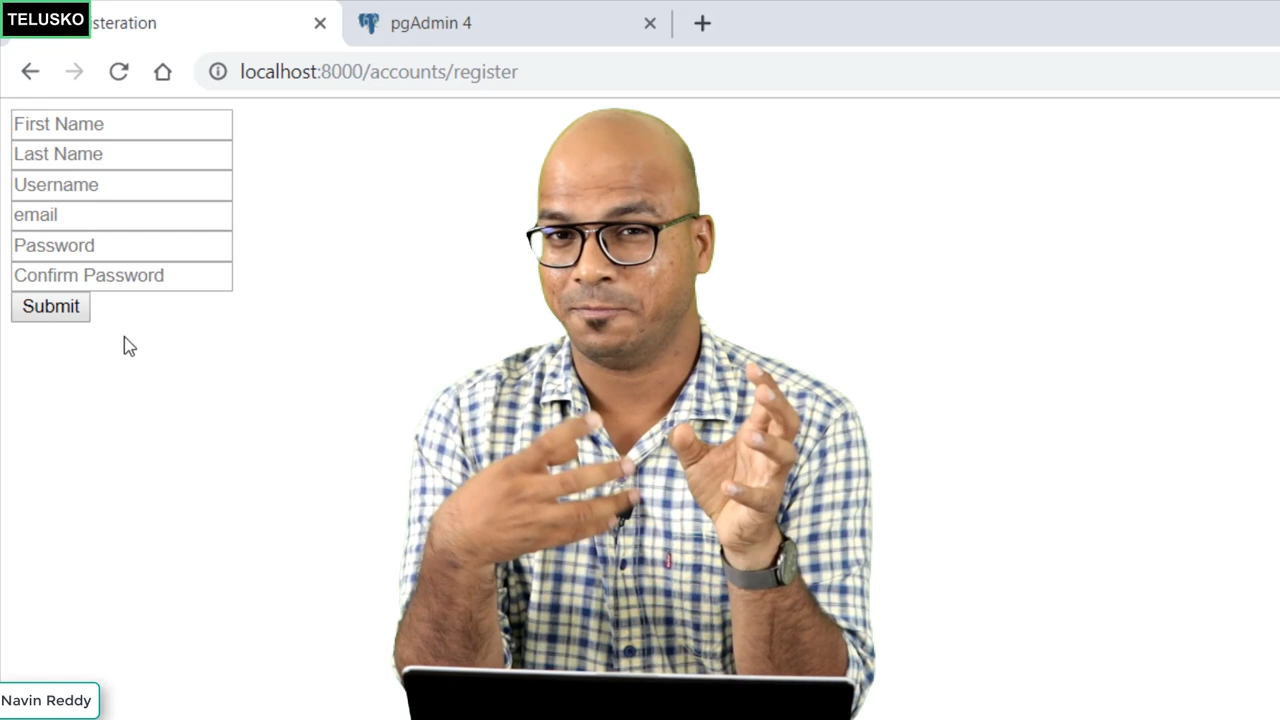 TELUSKO
steration
pgAdmin 4
localhost:8000/accounts/register
First Name
Last Name
Username
email
Password
Confirm Password
Submit
Navin Reddy